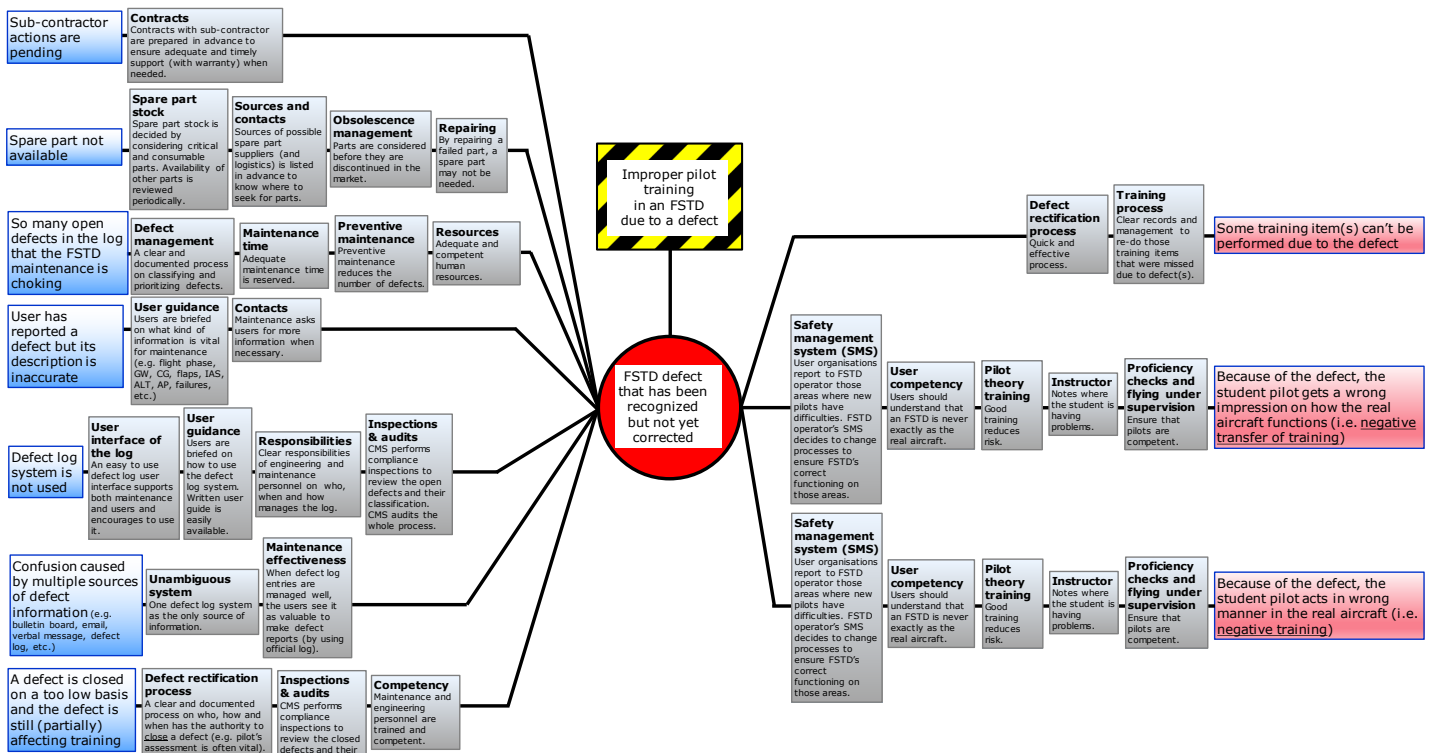 Sub-contractor
actions are
pending
Contracts
Contracts with sub-contractor
are prepared in advance to
ensure adequate and timely
support (with warranty) when
needed.
Spare part not
available
Spare part
stock
Spare part stock is
decided by
considering critical
and consumable
parts. Availability of
other parts is
reviewed
periodically.
Sources and
contacts
Sources of possible
spare part
suppliers (and
logistics) is listed
in advance to
know where to
seek for parts.
Obsolescence
management
Parts are considered
before they are
discontinued in the
market.
Repairing
By repairing a
failed part, a
spare part
may not be
needed.
So many open
defects in the log
that the FSTD
maintenance is
choking
Defect
management
A clear and
documented process
on classifying and
prioritizing defects.
Maintenance
time
Adequate
maintenance time
is reserved.
Preventive
maintenance
Preventive
maintenance
reduces the
number of defects.
Resources
Adequate and
competent
human
resources.
User has
reported a
defect but its
description is
inaccurate
User guidance
Users are briefed
on what kind of
information is vital
for maintenance
(e.g. flight phase,
GW, CG, flaps, IAS,
ALT, AP, failures,
etc.)
Contacts
Maintenance asks
users for more
information when
necessary.
Defect log
system is
not used
User
interface of
the log
An easy to use
defect log user
interface supports
both maintenance
and users and
encourages to use
it.
User
guidance
Users are
briefed on
how to use
the defect
log system.
Written user
guide is
easily
available.
Responsibilities
Clear responsibilities
of engineering and
maintenance
personnel on who,
when and how
manages the log.
Inspections
& audits
CMS performs
compliance
inspections to
review the open
defects and their
classification.
CMS audits the
whole process.
Confusion caused
by multiple sources
of defect
information (e.g.
bulletin board, email,
verbal message, defect
log, etc.)
Unambiguous
system
One defect log system
as the only source of
information.
Maintenance
effectiveness
When defect log
entries are
managed well,
the users see it
as valuable to
make defect
reports (by using
official log).
A defect is closed
on a too low basis
and the defect is
still (partially)
affecting training
Defect rectification
process
A clear and documented
process on who, how and
when has the authority to
close a defect (e.g. pilot's
assessment is often vital).
Inspections
& audits
CMS performs
compliance
inspections to
review the closed
defects and their
Competency
Maintenance and
engineering
personnel are
trained and
competent.
Improper pilot
training
in an FSTD
due to a defect
FSTD defect
that has been
recognized
but not yet
corrected
Defect
rectification
process
Quick and
effective
process.
Training
process
Clear records and
management to
re-do those
training items
that were missed
due to defect(s).
Some training item(s) can't be
performed due to the defect
Safety
management
system (SMS)
User organisations
report to FSTD
operator those
areas where new
pilots have
difficulties. FSTD
operator's SMS
decides to change
processes to
ensure FSTD's
correct
functioning on
those areas.
User
competency
Users should
understand that
an FSTD is never
exactly as the
real aircraft.
Pilot
theory
training
Good
training
reduces
risk.
Instructor
Notes where
the student is
having
problems.
Proficiency
checks and
flying under
supervision
Ensure that
pilots are
competent.
Because of the defect, the
student pilot gets a wrong
impression on how the real
aircraft functions (i.e. negative
transfer of training)
Safety
management
system (SMS)
User organisations
report to FSTD
operator those
areas where new
pilots have
difficulties. FSTD
operator's SMS
decides to change
processes to
ensure FSTD's
correct
functioning on
those areas.
User
competency
Users should
understand that
an FSTD is never
exactly as the
real aircraft.
Pilot
theory
training
Good
training
reduces
risk.
Instructor
Notes where
the student is
having
problems.
Proficiency
checks and
flying under
supervision
Ensure that
pilots are
competent.
Because of the defect, the
student pilot acts in wrong
manner in the real aircraft (i.e.
negative training)